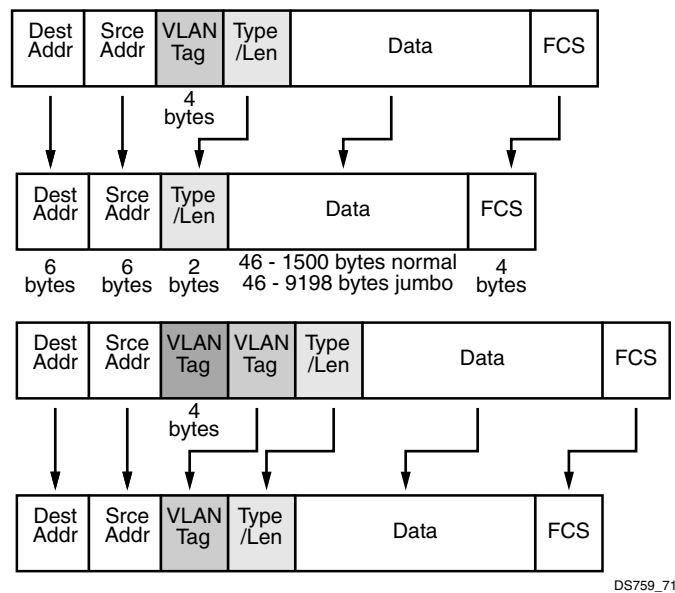 Dest Addr Srce Addr VLAN Tag Type /Len Data FCS
4 bytes
Dest Addr Srce Addr Type /Len Data FCS
6 bytes 6 bytes 2 bytes 46 - 1500 bytes normal 46 - 9198 bytes jumbo 4 bytes
Dest Addr Srce Addr VLAN Tag VLAN Tag Type /Len Data FCS
4 bytes
Dest Addr Srce Addr VLAN Tag Type /Len Data FCS
DS759_71